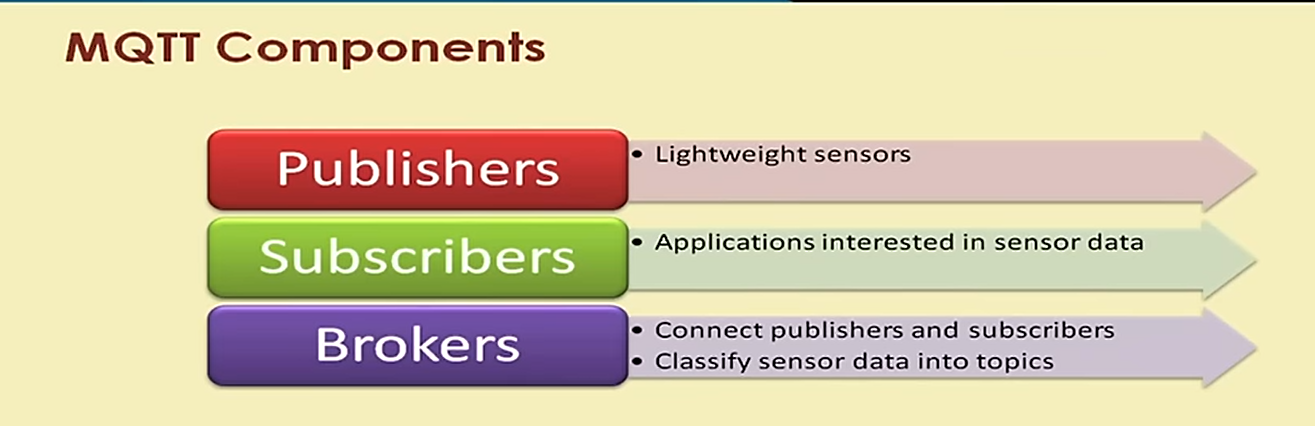 MQTT Components
Publishers
• Lightweight sensors
Subscribers
• Applications interested in sensor data
Brokers
• Connect publishers and subscribers
• Classify sensor data into topics